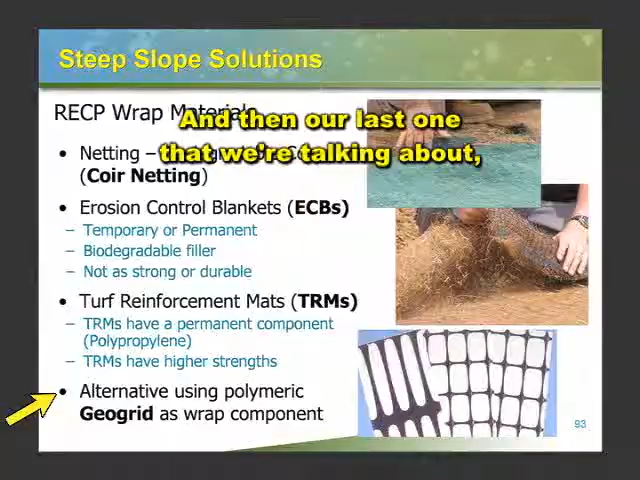 Steep Slope Solutions
RECP Wrap
And then our last one
Netting –
that we're talking about,
(Coir Netting)
• Erosion Control Blankets (ECBs)
– Temporary or Permanent
– Biodegradable filler
– Not as strong or durable
• Turf Reinforcement Mats (TRMs)
– TRMs have a permanent component
(Polypropylene)
– TRMs have higher strengths
• Alternative using polymeric
Geogrid as wrap component
93